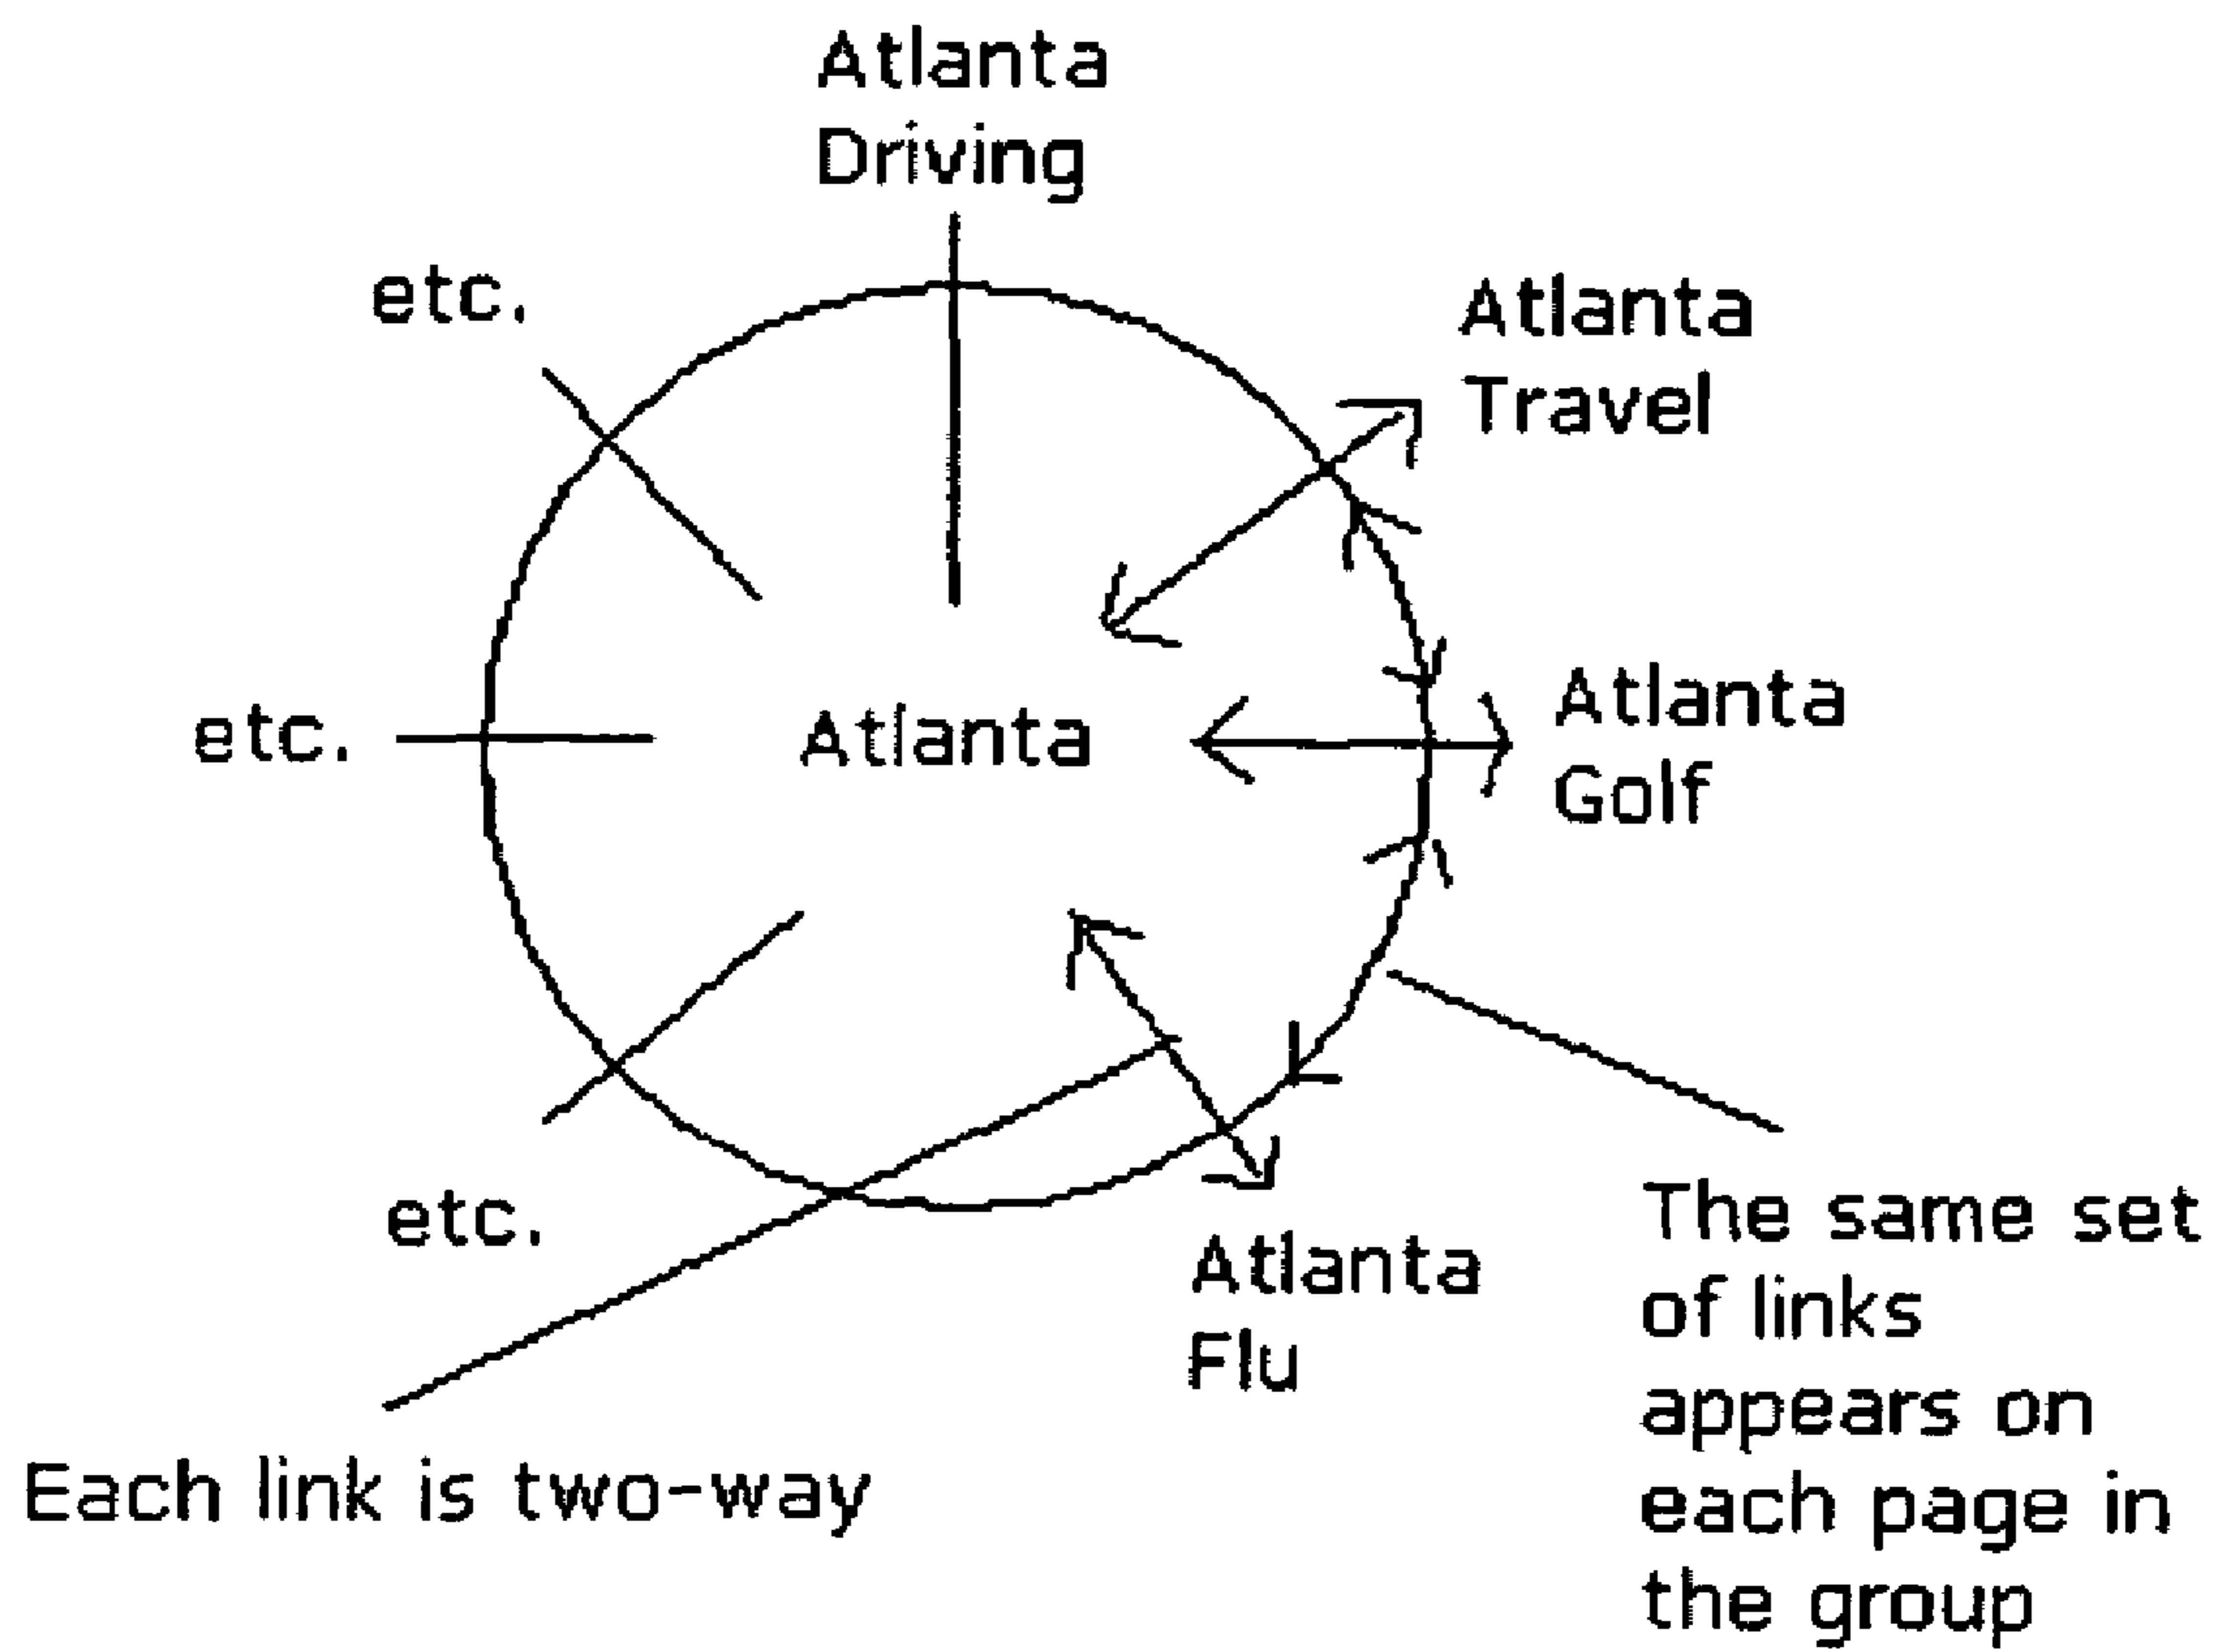 Atlanta
Driving
etc.
Atlanta
Travel
etc.
Atlanta
Atlanta
Golf
etc.
Atlanta
Flu
The same set
of links
appears on
each page in
the group
Each link is two-way